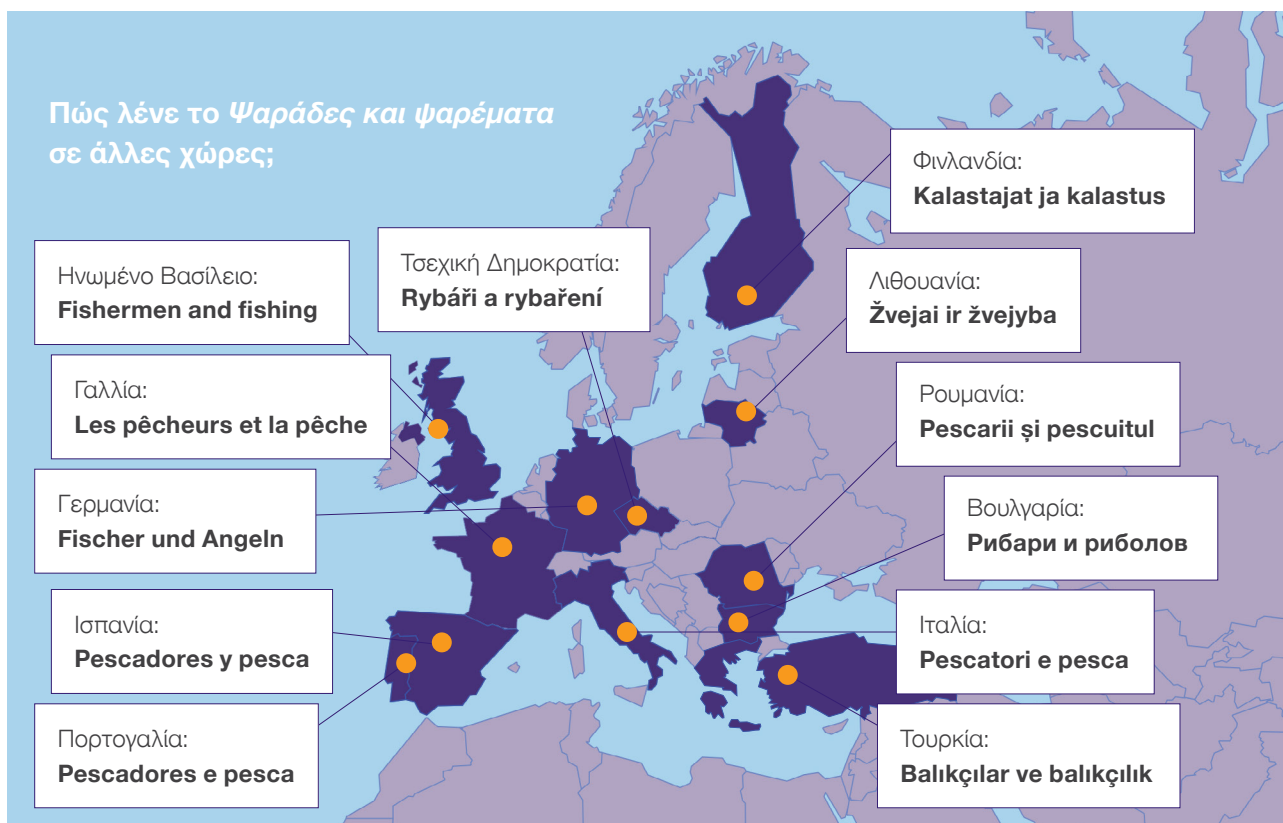 Πώς λένε το Ψαράδες και ψαρέματα
σε άλλες χώρες;
Φινλανδία:
Kalastajat ja kalastus
Ηνωμένο Βασίλειο:
Fishermen and fishing
Τσεχική Δημοκρατία:
Rybáři a rybaření
Λιθουανία:
Žvejai ir žvejyba
Γαλλία:
Les pêcheurs et la pêche
Ρουμανία:
Pescarii și pescuitul
Γερμανία:
Fischer und Angeln
Βουλγαρία:
Рибари и риболов
Ισπανία:
Pescadores y pesca
Ιταλία:
Pescatori e pesca
Πορτογαλία:
Pescadores e pesca
Τουρκία:
Balıkçılar ve balıkçılık